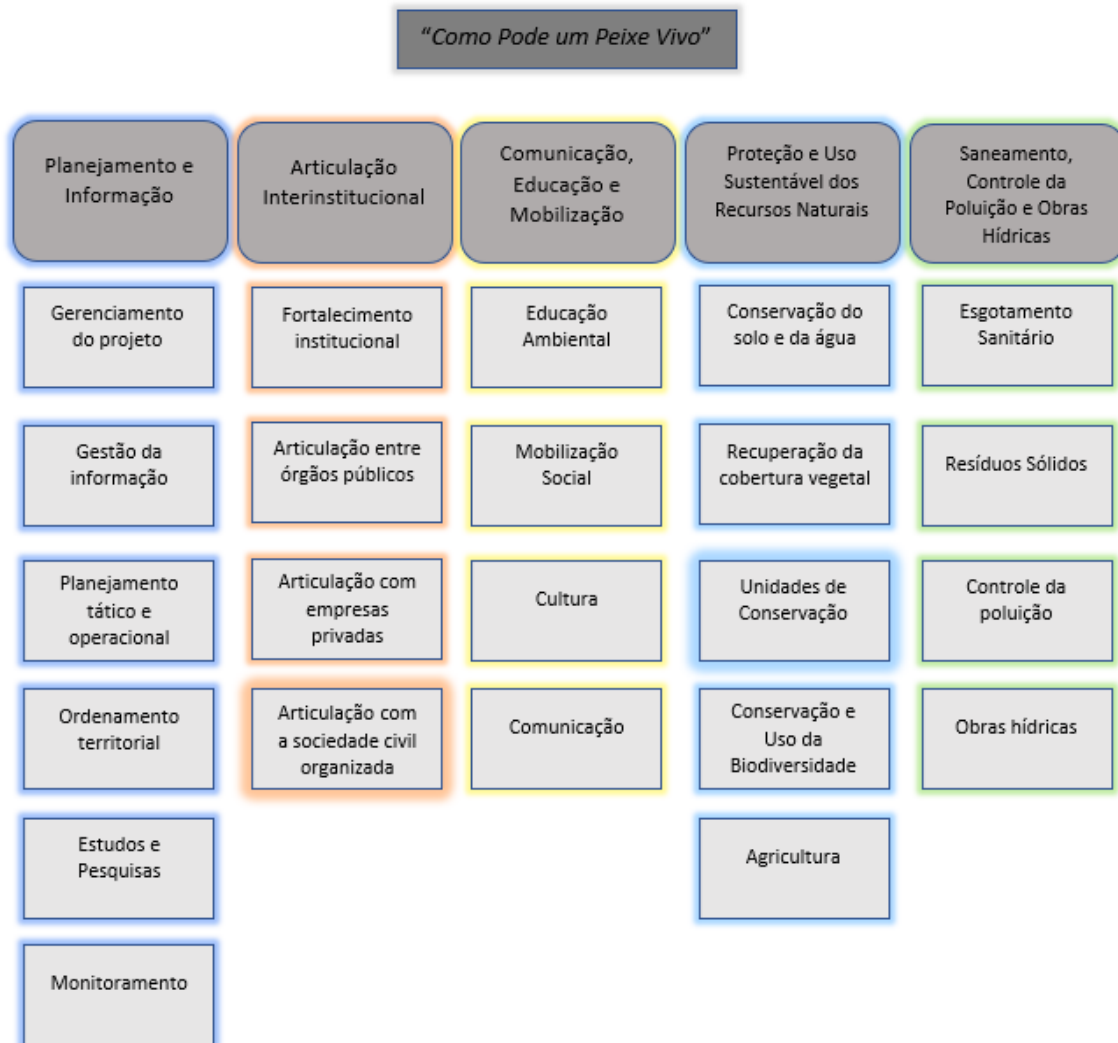 “Como Pode um Peixe Vivo”
Planejamento e
Informação
Articulação
Interinstitucional
Comunicação,
Educação e
Mobilização
Proteção e Uso
Sustentável dos
Recursos Naturais
Saneamento,
Controle da
Poluição e Obras
Hídricas
Gerenciamento
do projeto
Fortalecimento
institucional
Educação
Ambiental
Conservação do
solo e da água
Esgotamento
Sanitário
Gestão da
informação
Articulação entre
órgãos públicos
Mobilização
Social
Recuperação da
cobertura vegetal
Resíduos Sólidos
Planejamento
tático e
operacional
Articulação com
empresas
privadas
Cultura
Unidades de
Conservação
Controle da
poluição
Ordenamento
territorial
Articulação com
a sociedade civil
organizada
Comunicação
Conservação e
Uso da
Biodiversidade
Obras hídricas
Estudos e
Pesquisas
Agricultura
Monitoramento